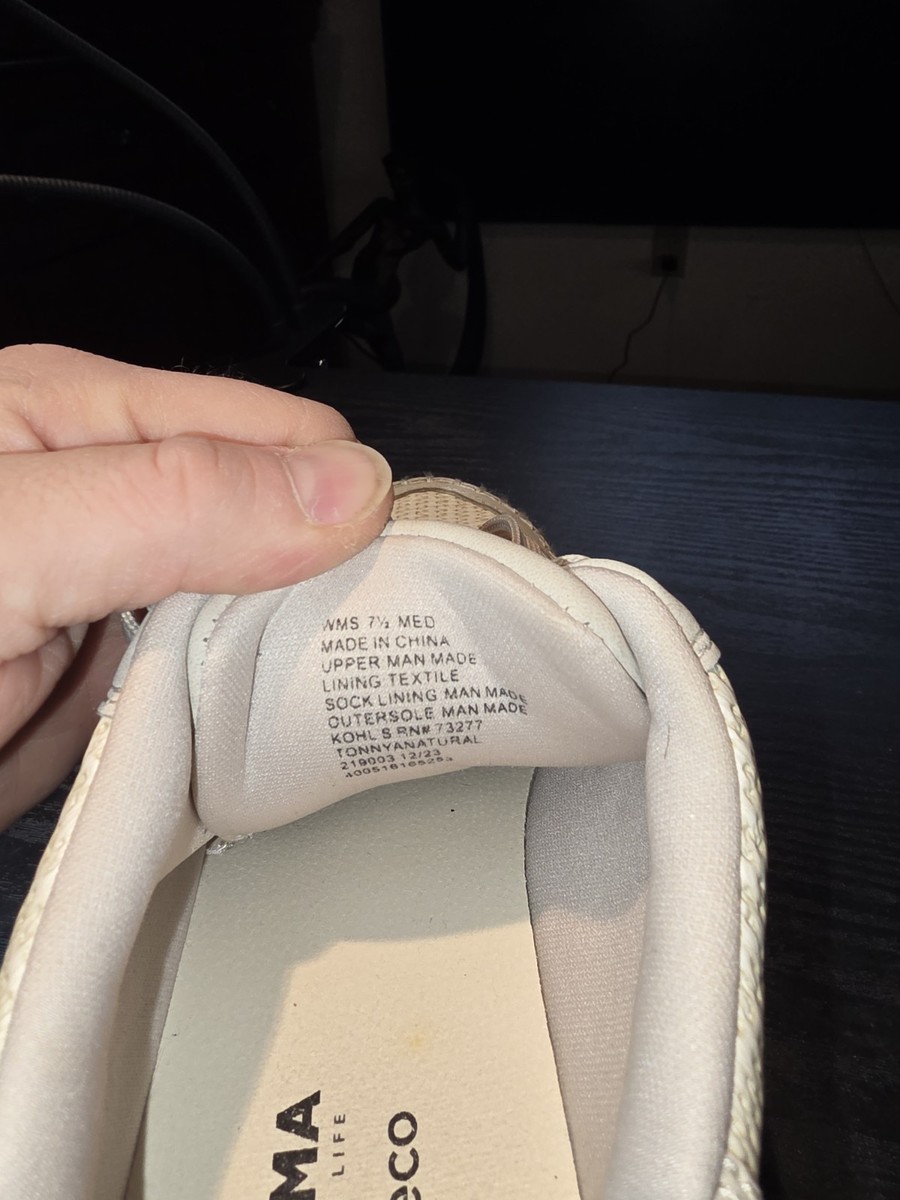 WMS 7½ MED
MADE IN CHINA
UPPER MAN MADE
LINING TEXTILE
SOCK LINING MAN MADE
OUTERSOLE MAN MADE
KOHL'S RN# 73277
TONNYANATURAL
219003 12/23
400516165253
MA
LIFE
eco